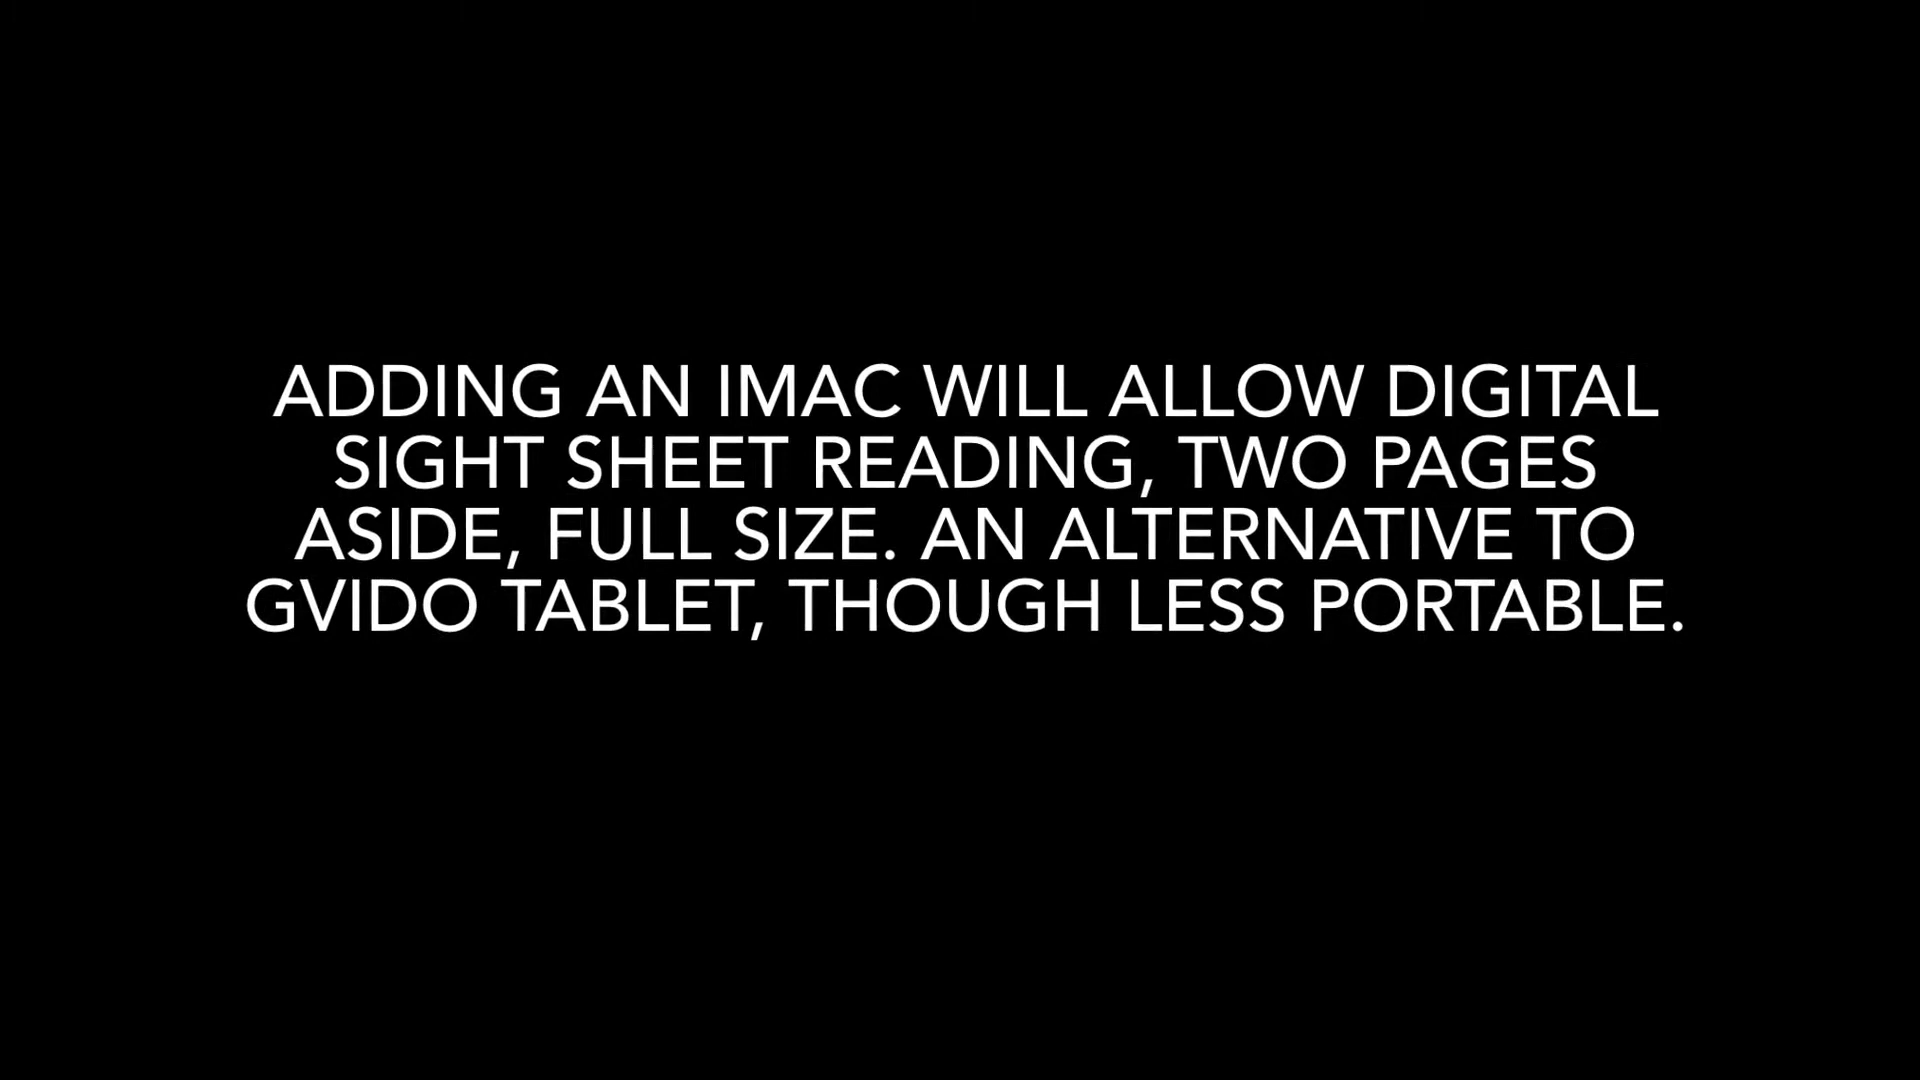 ADDING AN IMAC WILL ALLOW DIGITAL
SIGHT SHEET READING, TWO PAGES
ASIDE, FULL SIZE. AN ALTERNATIVE TO
GVIDO TABLET, THOUGH LESS PORTABLE.